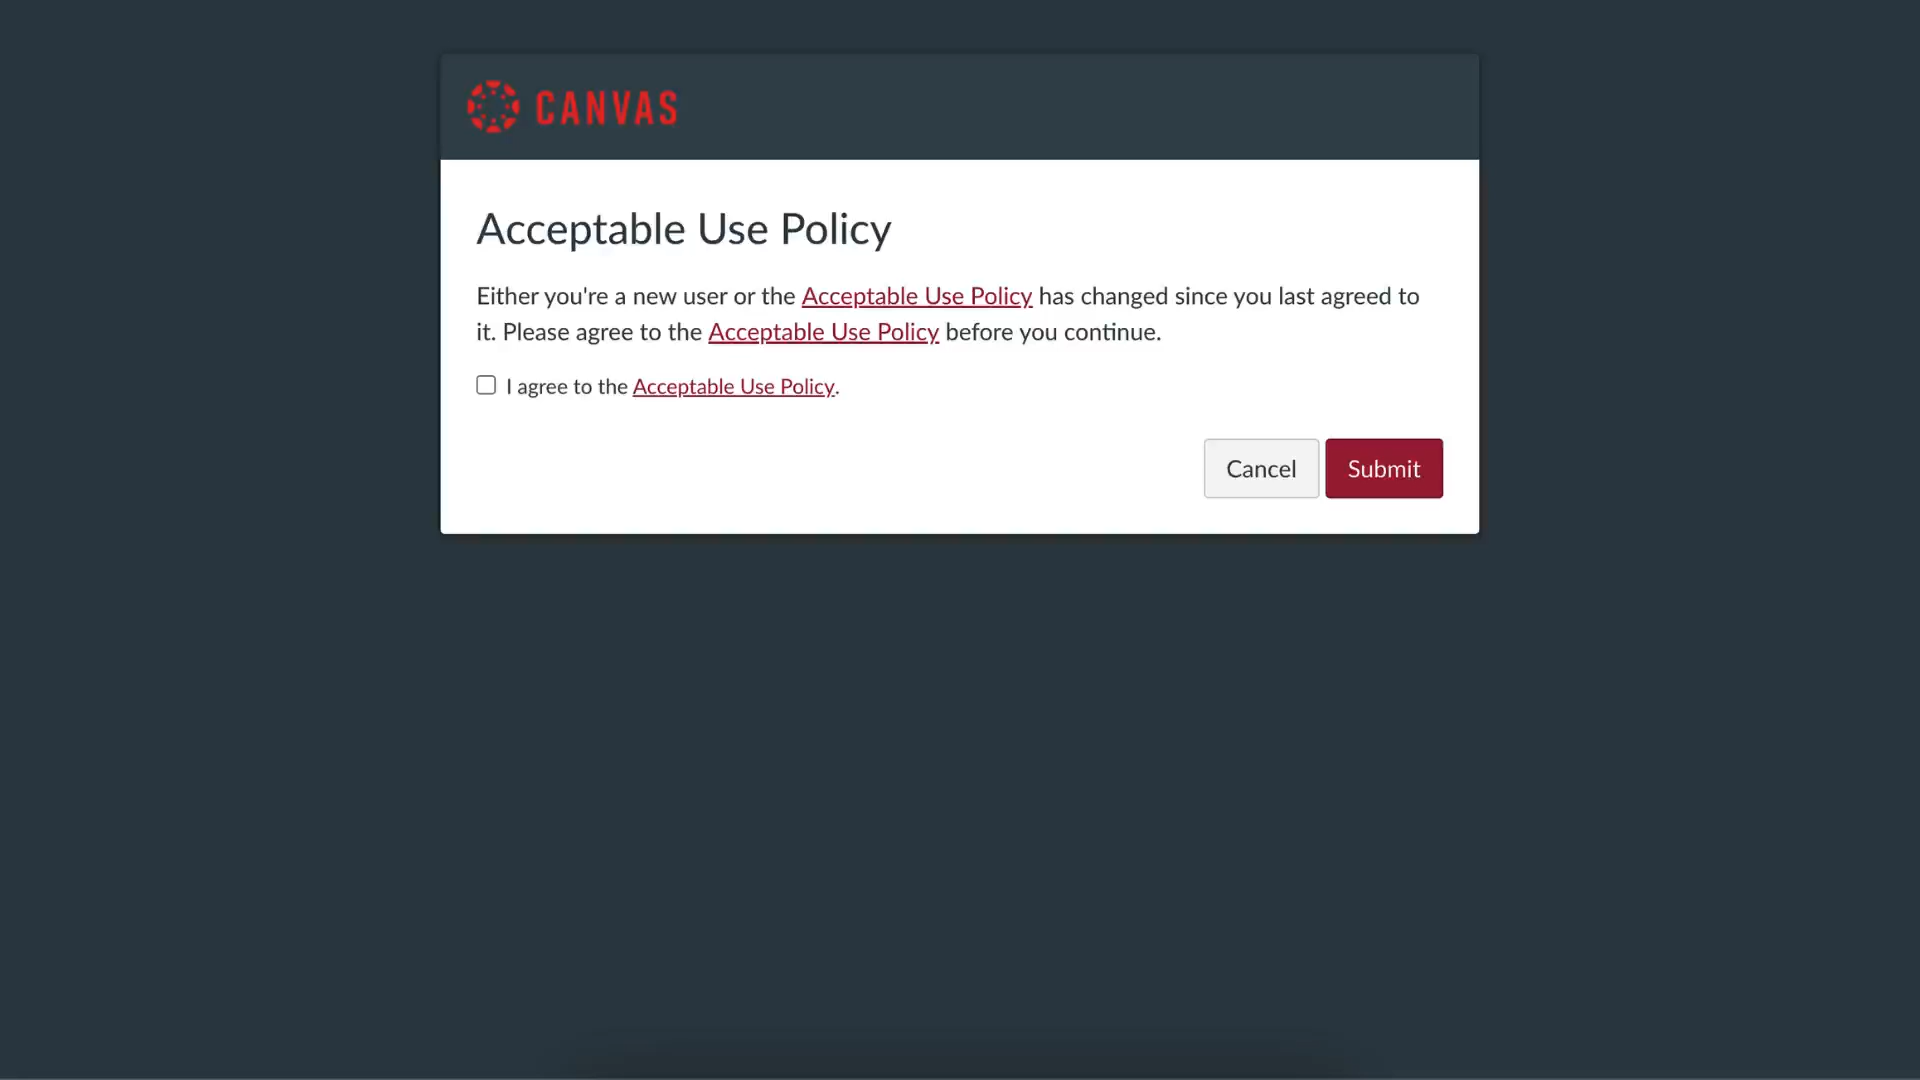 CANVAS
Acceptable Use Policy
Either you're a new user or the Acceptable Use Policy has changed since you last agreed to
it. Please agree to the Acceptable Use Policy before you continue.
I agree to the Acceptable Use Policy.
Cancel Submit